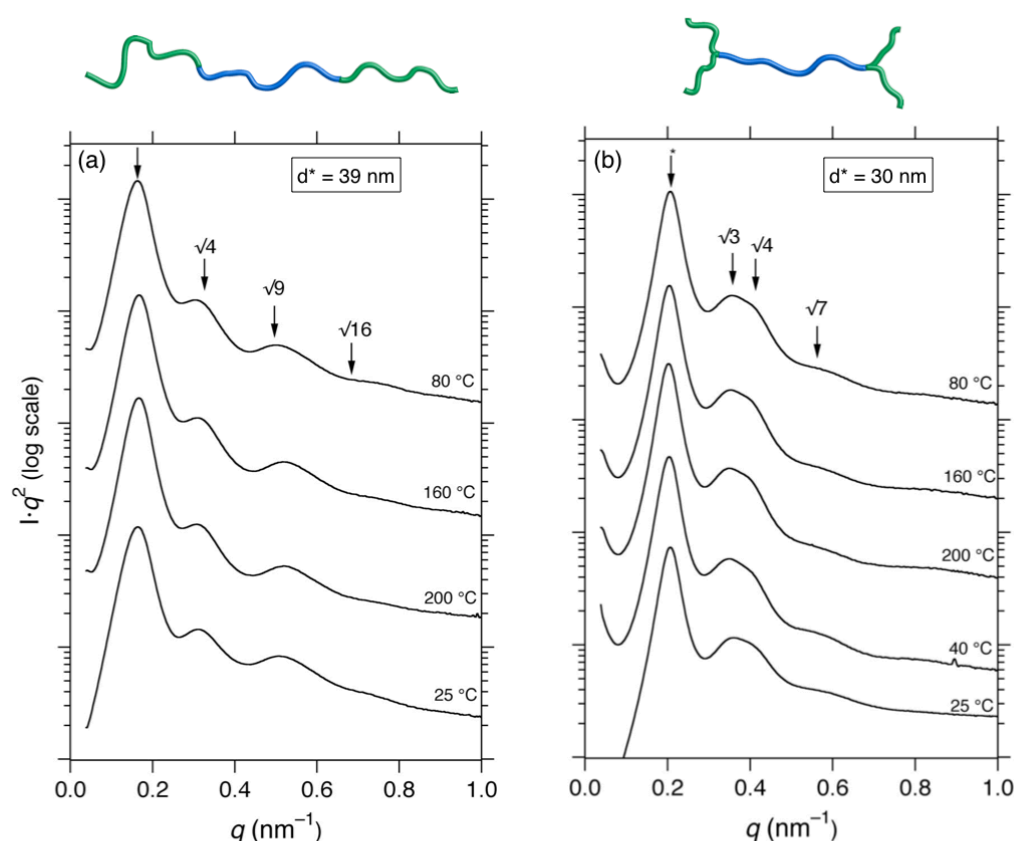 (a)
d* = 39 nm
√4
√9
√16
80 °C
160 °C
200 °C
25 °C
I·q² (log scale)
0.0 0.2 0.4 0.6 0.8 1.0
q (nm⁻¹)
(b)
*
d* = 30 nm
√3
√4
√7
80 °C
160 °C
200 °C
40 °C
25 °C
0.0 0.2 0.4 0.6 0.8 1.0
q (nm⁻¹)